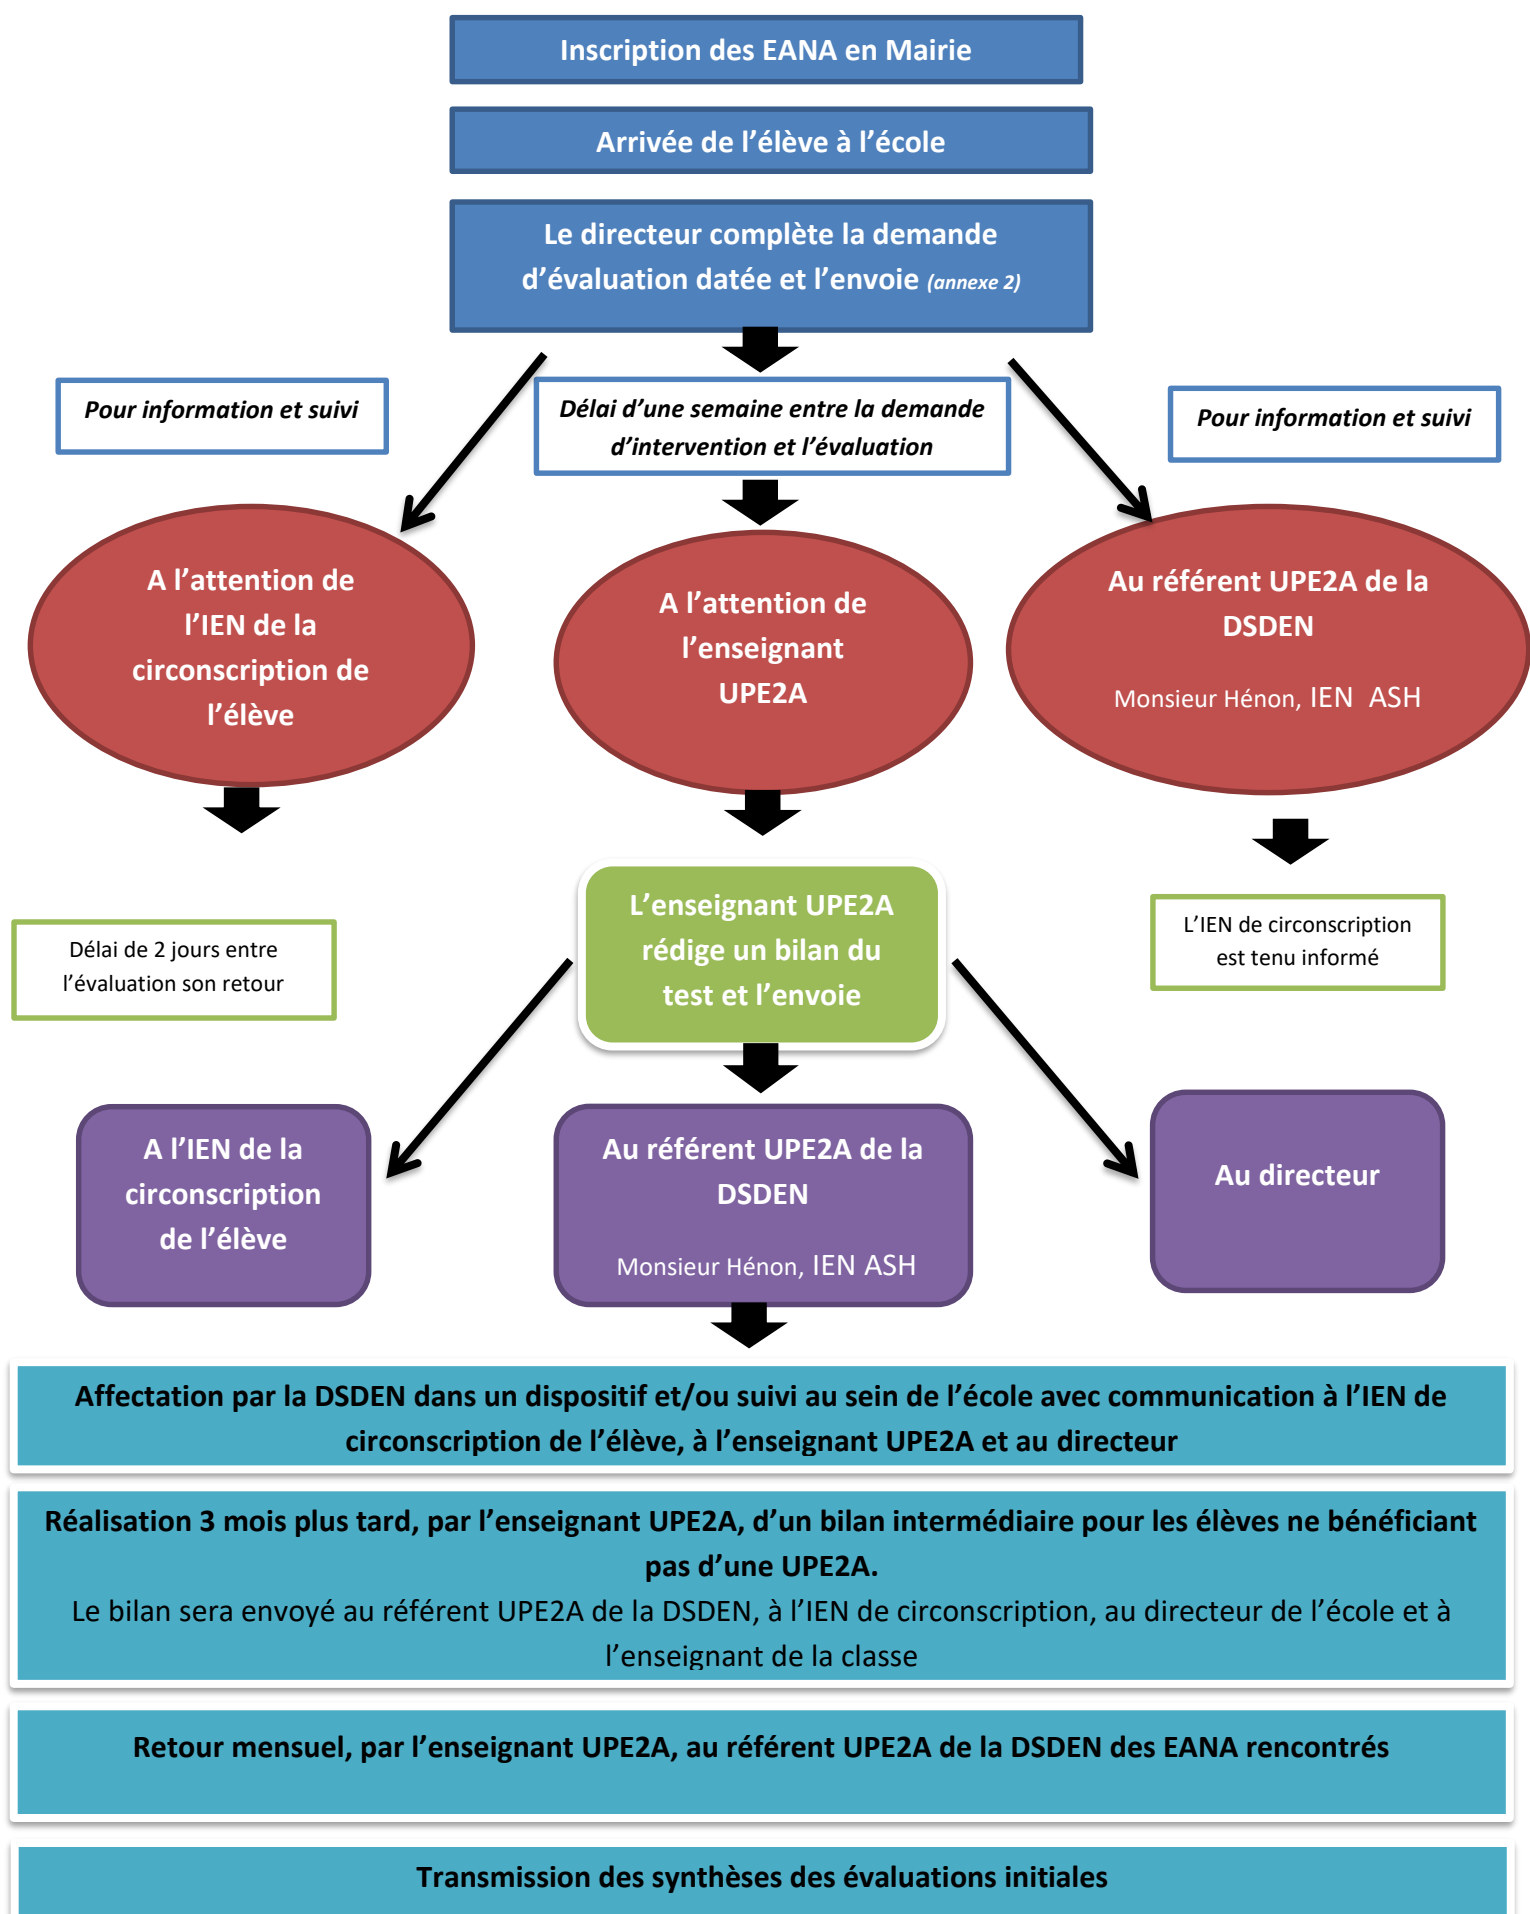 Inscription des EANA en Mairie
Arrivée de l’élève à l’école
Le directeur complète la demande
d’évaluation datée et l’envoie (annexe 2)
Pour information et suivi
Délai d’une semaine entre la demande
d’intervention et l’évaluation
Pour information et suivi
A l’attention de
l’IEN de la
circonscription de
l’élève
A l’attention de
l’enseignant
UPE2A
Au référent UPE2A de la
DSDEN
Monsieur Hénon, IEN ASH
Délai de 2 jours entre
l’évaluation son retour
L’enseignant UPE2A
rédige un bilan du
test et l’envoie
L’IEN de circonscription
est tenu informé
A l’IEN de la
circonscription
de l’élève
Au référent UPE2A de la
DSDEN
Monsieur Hénon, IEN ASH
Au directeur
Affectation par la DSDEN dans un dispositif et/ou suivi au sein de l’école avec communication à l’IEN de
circonscription de l’élève, à l’enseignant UPE2A et au directeur
Réalisation 3 mois plus tard, par l’enseignant UPE2A, d’un bilan intermédiaire pour les élèves ne bénéficiant
pas d’une UPE2A.
Le bilan sera envoyé au référent UPE2A de la DSDEN, à l’IEN de circonscription, au directeur de l’école et à
l’enseignant de la classe
Retour mensuel, par l’enseignant UPE2A, au référent UPE2A de la DSDEN des EANA rencontrés
Transmission des synthèses des évaluations initiales